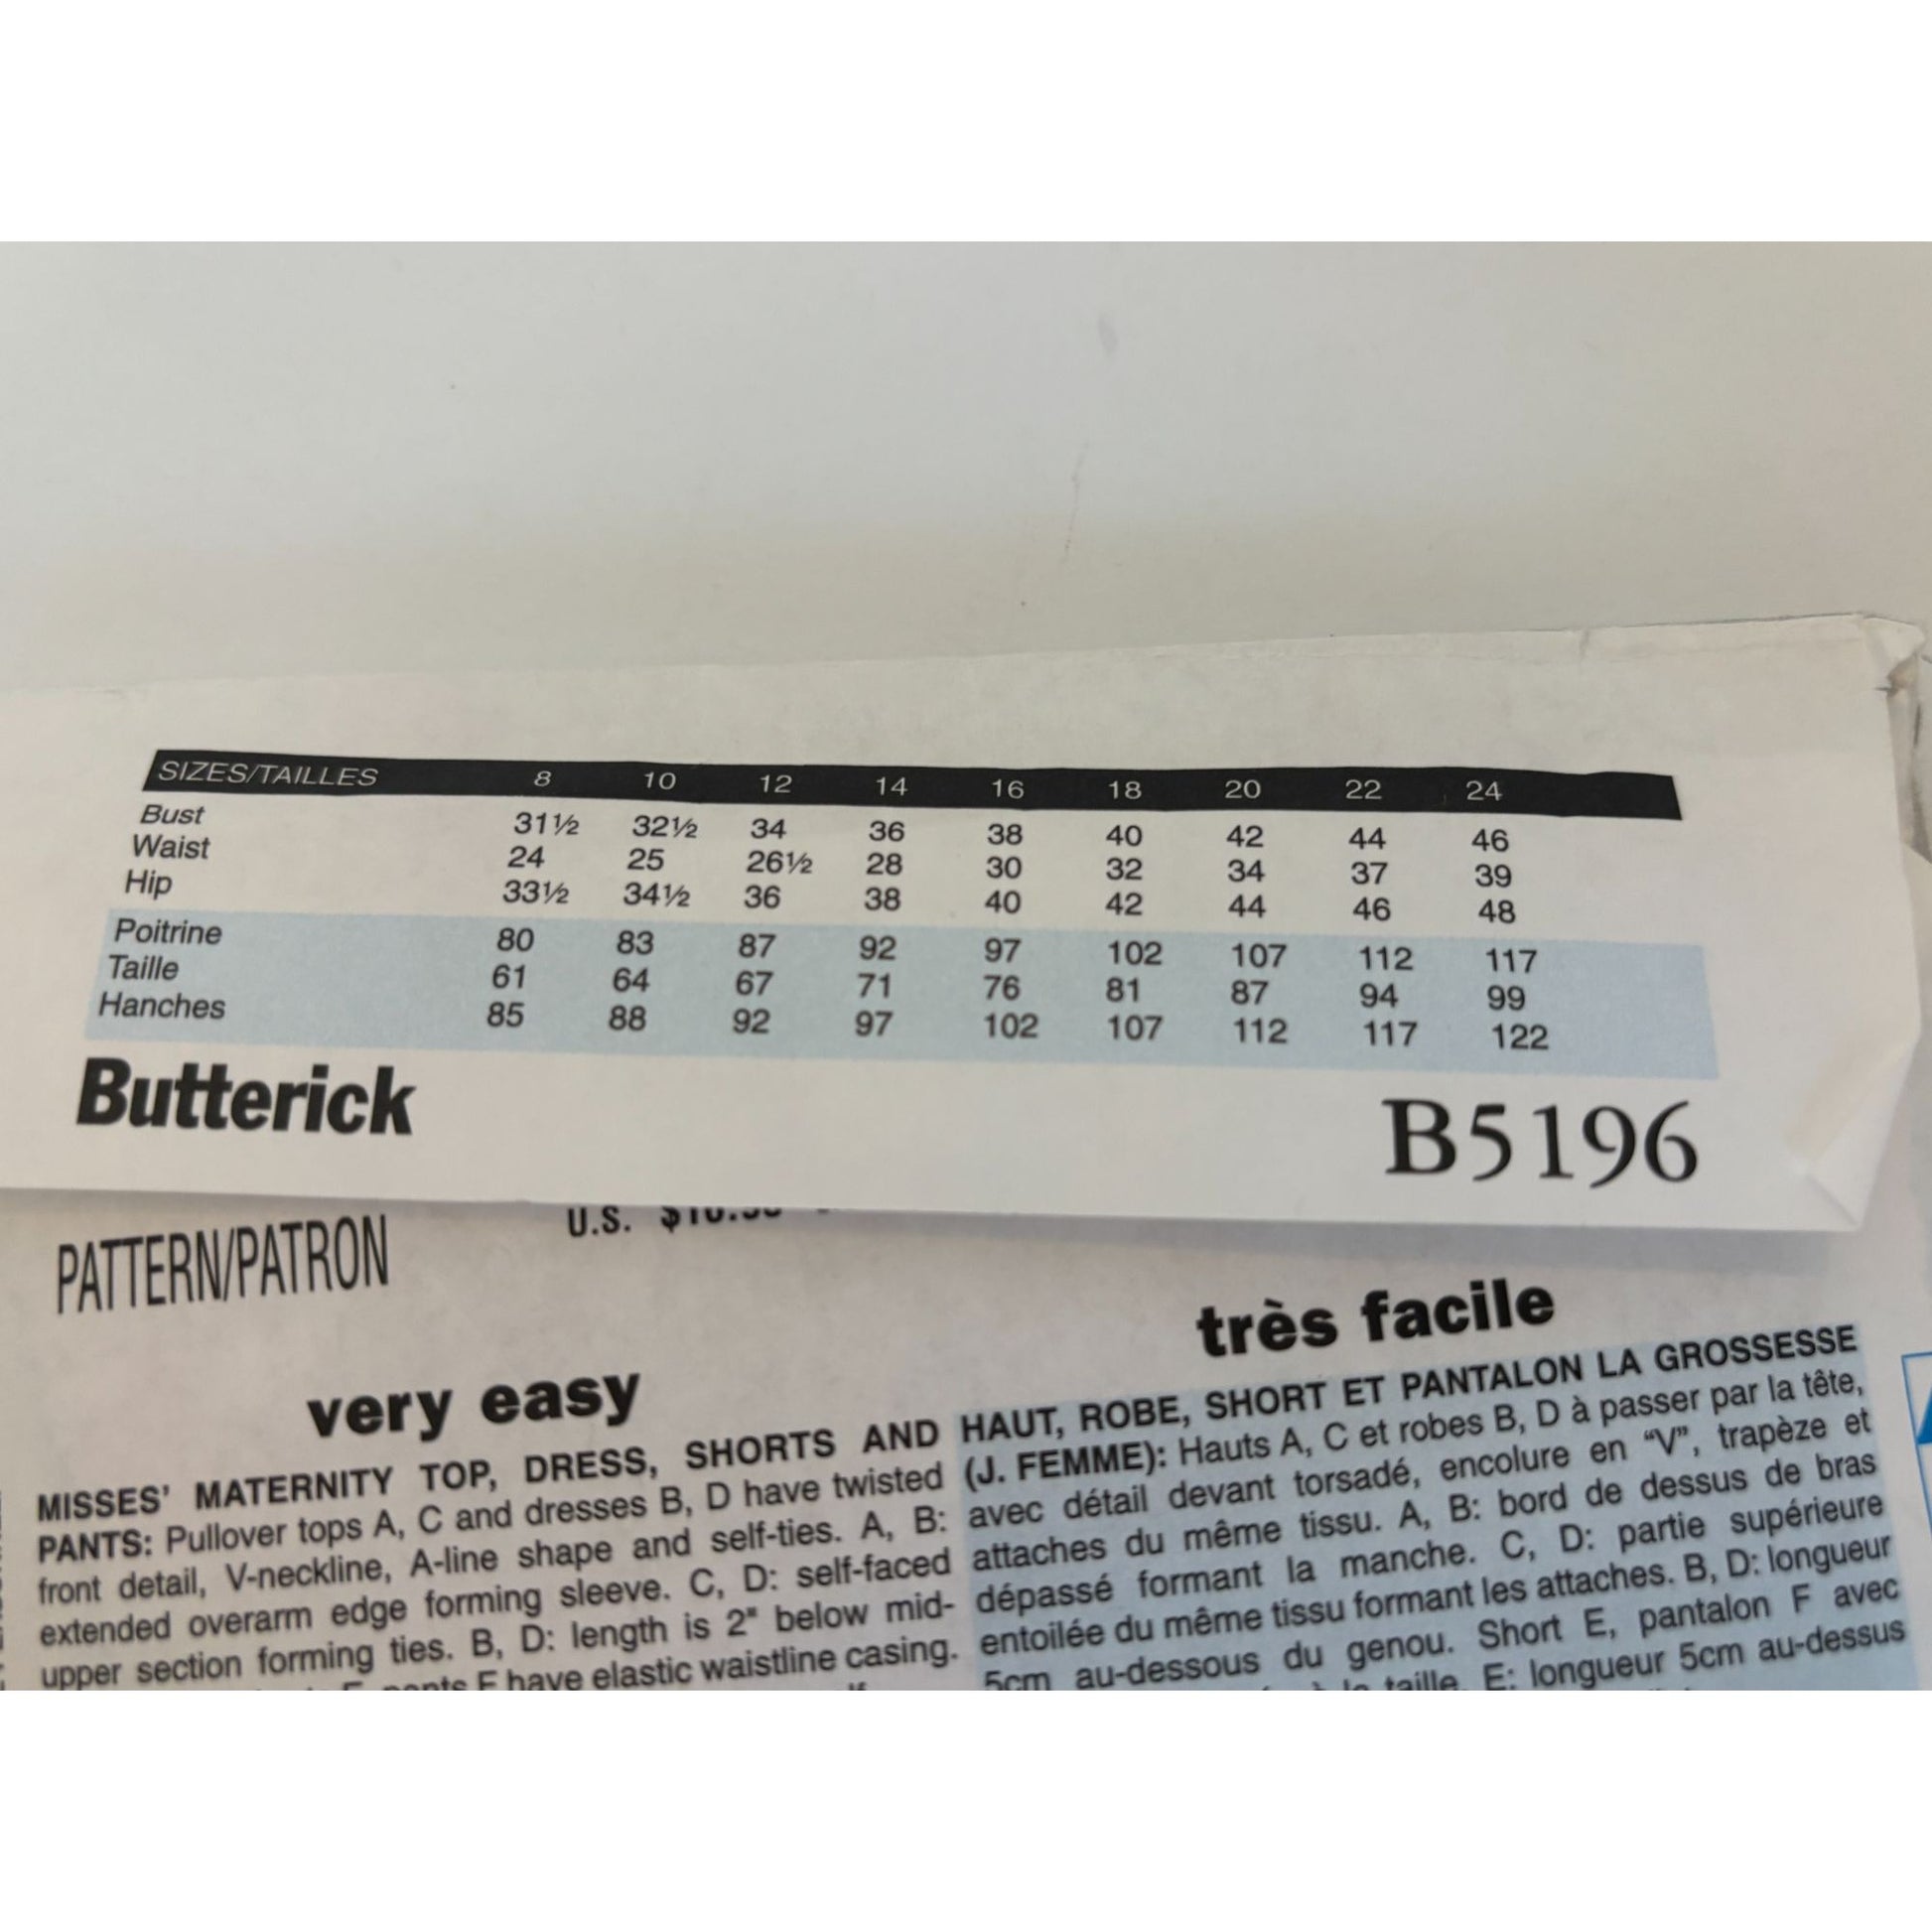 SIZES/TAILLES 8 10 12 14 16 18 20 22 24
Bust 31½ 32½ 34 36 38 40 42 44 46
Waist 24 25 26½ 28 30 32 34 37 39
Hip 33½ 34½ 36 38 40 42 44 46 48
Poitrine 80 83 87 92 97 102 107 112 117
Taille 61 64 67 71 76 81 87 94 99
Hanches 85 88 92 97 102 107 112 117 122
Butterick B5196
PATTERN/PATRON
U.S.
very easy
MISSES' MATERNITY TOP, DRESS, SHORTS AND
PANTS: Pullover tops A, C and dresses B, D have twisted
front detail, V-neckline, A-line shape and self-ties. A, B:
extended overarm edge forming sleeve. C, D: self-faced
upper section forming ties. B, D: length is 2" below mid-
pants F have elastic waistline casing.
très facile
HAUT, ROBE, SHORT ET PANTALON LA GROSSESSE
(J. FEMME): Hauts A, C et robes B, D à passer par la tête,
avec détail devant torsadé, encolure en “V”, trapèze et
attaches du même tissu. A, B: bord de dessus de bras
dépassé formant la manche. C, D: partie supérieure
entoilée du même tissu formant les attaches. B, D: longueur
5cm au-dessous du genou. Short E, pantalon F avec
taille. E: longueur 5cm au-dessus